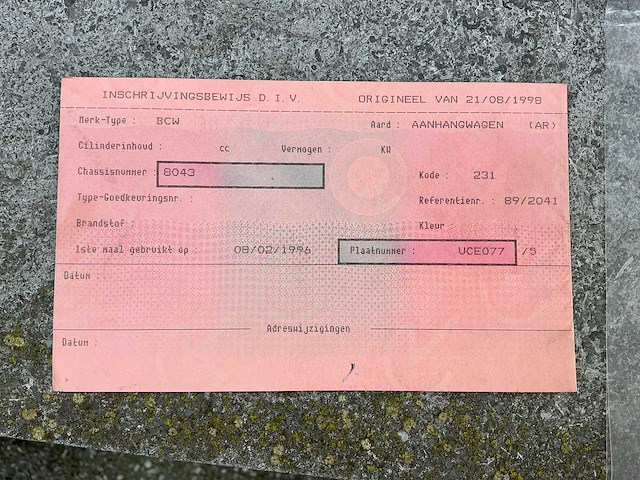 INSCHRIJVINGSBEWIJS D.I.V. ORIGINEEL VAN 21/08/1998
Merk-Type : BCW Aard : AANHANGWAGEN (AR)
Cilinderinhoud : cc Vermogen : KW
Chassisnummer : 8043 Kode : 231
Type-Goedkeuringsnr. : Referentienr. : 89/2041
Brandstof : Kleur :
1ste maal gebruikt op : 08/02/1996 Plaatnummer : UCE077 /5
Datum :
Adreswijzigingen
Datum :